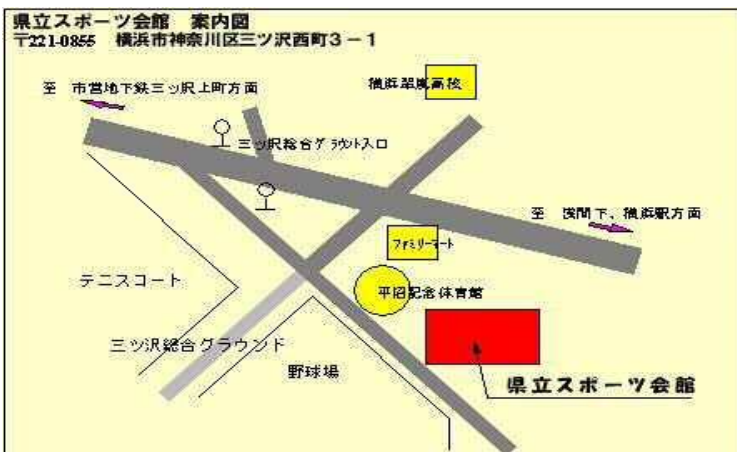 県立スポーツ会館 案内図
〒221-0855 横浜市神奈川区三ツ沢西町3-1
至 市営地下鉄三ッ沢上町方面
横浜翠嵐高校
三ッ沢総合グラウンド入口
至 浅間下、横浜駅方面
ファミリーマート
テニスコート
平沼記念体育館
三ツ沢総合グラウンド
野球場
県立スポーツ会館